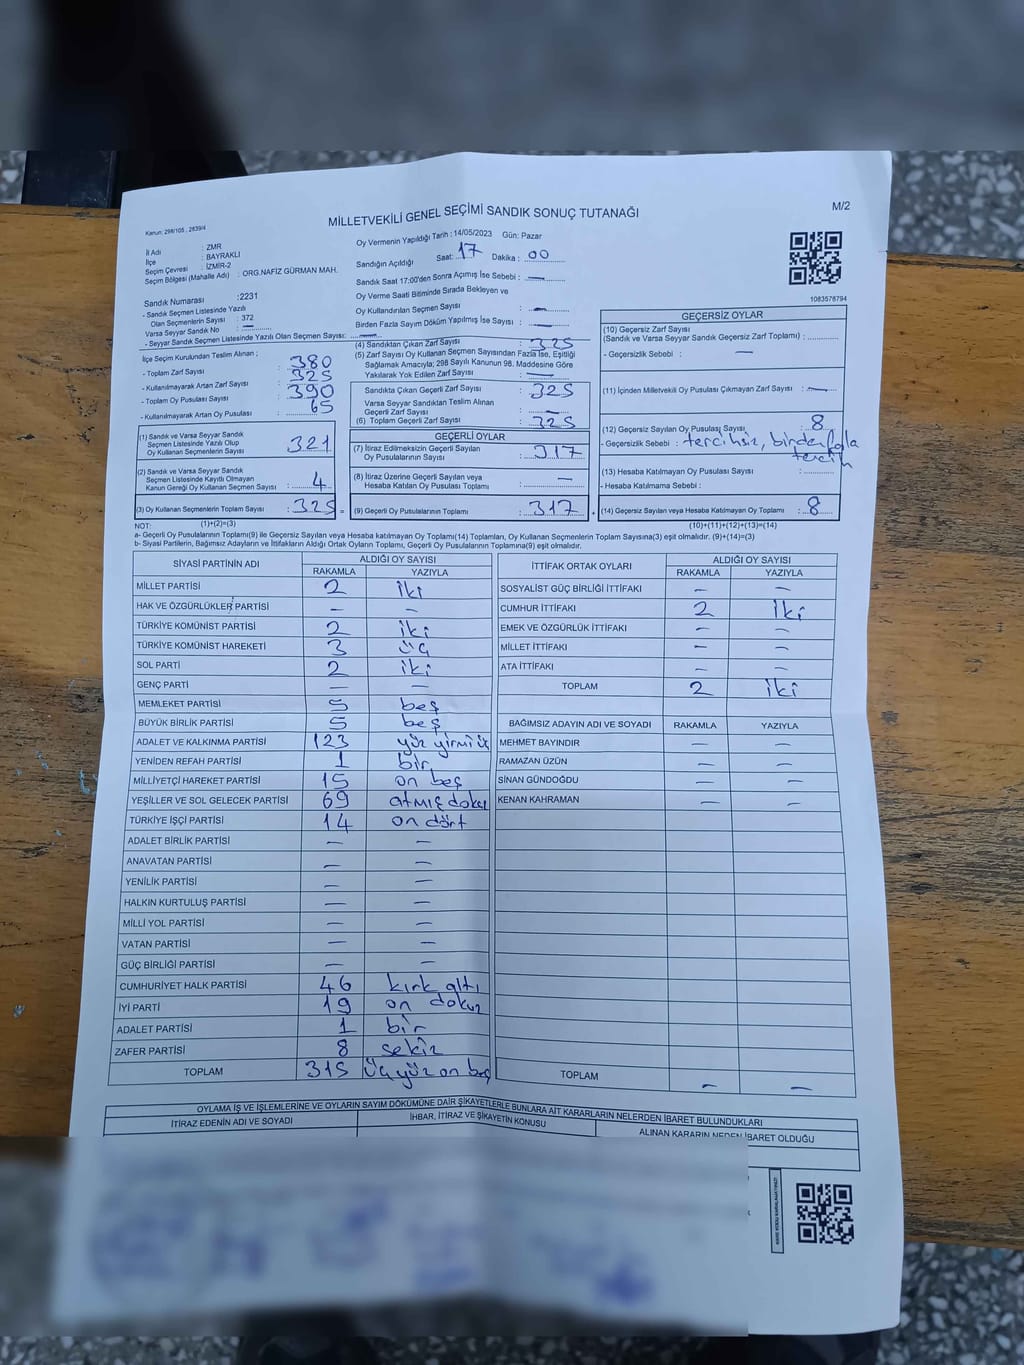 MİLLETVEKİLİ GENEL SEÇİMİ SANDIK SONUÇ TUTANAĞI
M/2
Kanun: 298/105 , 2839/4
İl Adı : ZMR
İlçe : BAYRAKLI
Seçim Çevresi : İZMİR-2
Seçim Bölgesi (Mahalle Adı) : ORG.NAFİZ GÜRMAN MAH.
Sandık Numarası :2231
- Sandık Seçmen Listesinde Yazılı
Olan Seçmenlerin Sayısı : 372
Varsa Seyyar Sandık No : —
- Seyyar Sandık Seçmen Listesinde Yazılı Olan Seçmen Sayısı: —
İlçe Seçim Kurulundan Teslim Alınan ;
- Toplam Zarf Sayısı : 380
- Kullanılmayarak Artan Zarf Sayısı : 325
- Toplam Oy Pusulası Sayısı : 390
- Kullanılmayarak Artan Oy Pusulası : 65
(1) Sandık ve Varsa Seyyar Sandık
Seçmen Listesinde Yazılı Olup
Oy Kullanan Seçmenlerin Sayısı : 321
(2) Sandık ve Varsa Seyyar Sandık
Seçmen Listesinde Kayıtlı Olmayan
Kanun Gereği Oy Kullanan Seçmen Sayısı : 4
(3) Oy Kullanan Seçmenlerin Toplam Sayısı : 325
(1)+(2)=(3)
Oy Vermenin Yapıldığı Tarih : 14/05/2023 Gün: Pazar
Sandığın Açıldığı Saat: 17 Dakika : 00
Sandık Saat 17:00'den Sonra Açılmış İse Sebebi : —
Oy Verme Saati Bitiminde Sırada Bekleyen ve
Oy Kullandırılan Seçmen Sayısı : —
Birden Fazla Sayım Döküm Yapılmış İse Sayısı : —
(4) Sandıktan Çıkan Zarf Sayısı : 325
(5) Zarf Sayısı Oy Kullanan Seçmen Sayısından Fazla İse, Eşitliği
Sağlamak Amacıyla; 298 Sayılı Kanunun 98. Maddesine Göre
Yakılarak Yok Edilen Zarf Sayısı : —
Sandıkta Çıkan Geçerli Zarf Sayısı : 325
Varsa Seyyar Sandıktan Teslim Alınan
Geçerli Zarf Sayısı : —
(6) Toplam Geçerli Zarf Sayısı : 325
GEÇERLİ OYLAR
(7) İtiraz Edilmeksizin Geçerli Sayılan
Oy Pusulalarının Sayısı : 317
(8) İtiraz Üzerine Geçerli Sayılan veya
Hesaba Katılan Oy Pusulası Toplamı : —
(9) Geçerli Oy Pusulalarının Toplamı : 317
1083578794
GEÇERSİZ OYLAR
(10) Geçersiz Zarf Sayısı
(Sandık ve Varsa Seyyar Sandık Geçersiz Zarf Toplamı) :
- Geçersizlik Sebebi : —
(11) İçinden Milletvekili Oy Pusulası Çıkmayan Zarf Sayısı : —
(12) Geçersiz Sayılan Oy Pusulası Sayısı : 8
- Geçersizlik Sebebi : tercihsiz, birden fazla
tercih
(13) Hesaba Katılmayan Oy Pusulası Sayısı :
- Hesaba Katılmama Sebebi :
(14) Geçersiz Sayılan veya Hesaba Katılmayan Oy Toplamı : 8
(10)+(11)+(12)+(13)=(14)
NOT:
a- Geçerli Oy Pusulalarının Toplamı(9) ile Geçersiz Sayılan veya Hesaba katılmayan Oy Toplamı(14) Toplamları, Oy Kullanan Seçmenlerin Toplam Sayısına(3) eşit olmalıdır. (9)+(14)=(3)
b- Siyasi Partilerin, Bağımsız Adayların ve İttifakların Aldığı Ortak Oyların Toplamı, Geçerli Oy Pusulalarının Toplamına(9) eşit olmalıdır.
SİYASİ PARTİNİN ADI ALDIĞI OY SAYISI
RAKAMLA YAZIYLA
MİLLET PARTİSİ 2 iki
HAK VE ÖZGÜRLÜKLER PARTİSİ — —
TÜRKİYE KOMÜNİST PARTİSİ 2 iki
TÜRKİYE KOMÜNİST HAREKETİ 3 üç
SOL PARTİ 2 iki
GENÇ PARTİ — —
MEMLEKET PARTİSİ 5 beş
BÜYÜK BİRLİK PARTİSİ 5 beş
ADALET VE KALKINMA PARTİSİ 123 yüz yirmi üç
YENİDEN REFAH PARTİSİ 1 bir
MİLLİYETÇİ HAREKET PARTİSİ 15 on beş
YEŞİLLER VE SOL GELECEK PARTİSİ 69 atmış dokuz
TÜRKİYE İŞÇİ PARTİSİ 14 on dört
ADALET BİRLİK PARTİSİ — —
ANAVATAN PARTİSİ — —
YENİLİK PARTİSİ — —
HALKIN KURTULUŞ PARTİSİ — —
MİLLİ YOL PARTİSİ — —
VATAN PARTİSİ — —
GÜÇ BİRLİĞİ PARTİSİ — —
CUMHURİYET HALK PARTİSİ 46 kırk altı
İYİ PARTİ 19 on dokuz
ADALET PARTİSİ 1 bir
ZAFER PARTİSİ 8 sekiz
TOPLAM 315 üçyüz on beş
İTTİFAK ORTAK OYLARI ALDIĞI OY SAYISI
RAKAMLA YAZIYLA
SOSYALİST GÜÇ BİRLİĞİ İTTİFAKI — —
CUMHUR İTTİFAKI 2 iki
EMEK VE ÖZGÜRLÜK İTTİFAKI — —
MİLLET İTTİFAKI — —
ATA İTTİFAKI — —
TOPLAM 2 iki
BAĞIMSIZ ADAYIN ADI VE SOYADI RAKAMLA YAZIYLA
MEHMET BAYINDIR — —
RAMAZAN ÜZÜN — —
SİNAN GÜNDOĞDU — —
KENAN KAHRAMAN — —
TOPLAM — —
OYLAMA İŞ VE İŞLEMLERİNE VE OYLARIN SAYIM DÖKÜMÜNE DAİR ŞİKAYETLERLE BUNLARA AİT KARARLARIN NELERDEN İBARET BULUNDUKLARI
İTİRAZ EDENİN ADI VE SOYADI İHBAR, İTİRAZ VE ŞİKAYETİN KONUSU ALINAN KARARIN NEDEN İBARET OLDUĞU